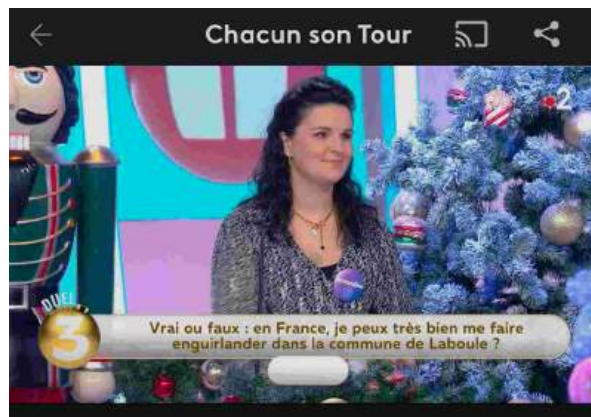 Chacun son Tour
2
DUEL
3
Vrai ou faux : en France, je peux très bien me faire
enguirlander dans la commune de Laboule ?